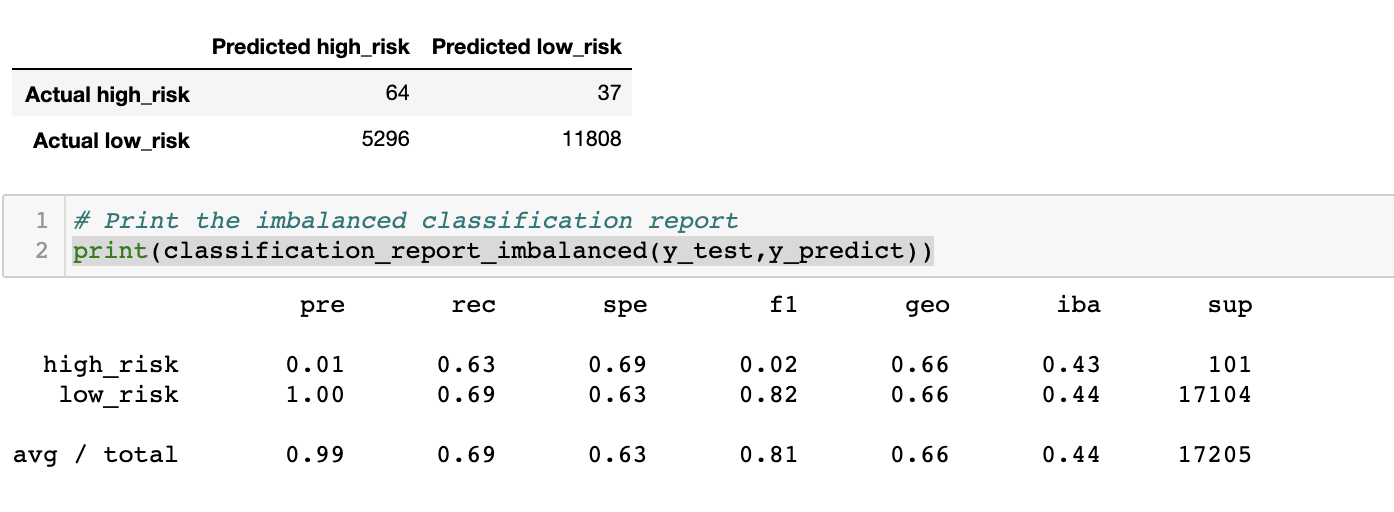 Predicted high_risk Predicted low_risk
Actual high_risk 64 37
Actual low_risk 5296 11808
1 # Print the imbalanced classification report
2 print(classification_report_imbalanced(y_test,y_predict))
pre rec spe f1 geo iba sup
high_risk 0.01 0.63 0.69 0.02 0.66 0.43 101
low_risk 1.00 0.69 0.63 0.82 0.66 0.44 17104
avg / total 0.99 0.69 0.63 0.81 0.66 0.44 17205